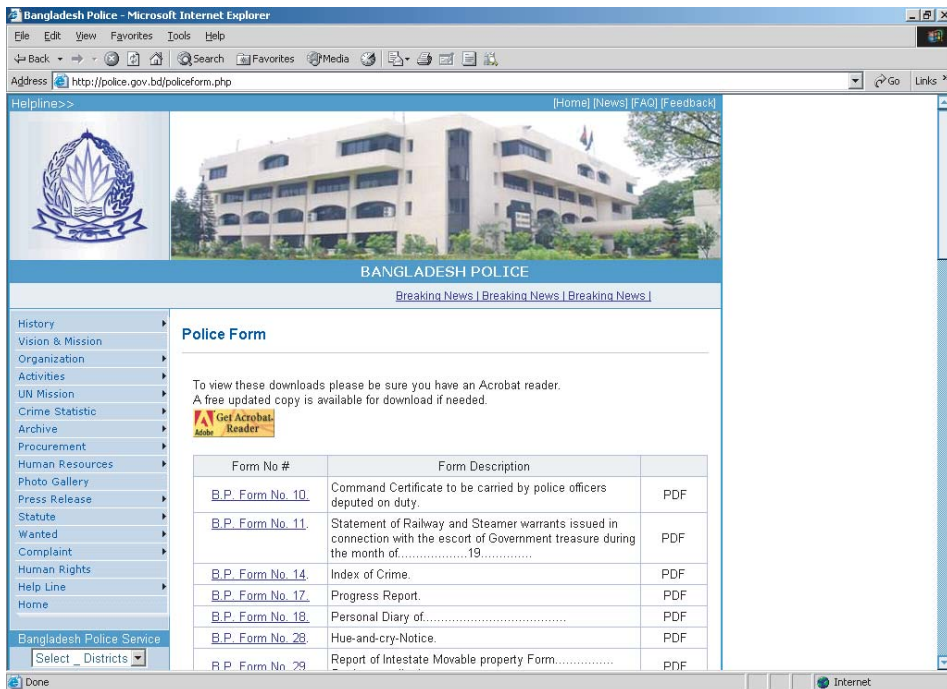 Bangladesh Police - Microsoft Internet Explorer
File Edit View Favorites Tools Help
Back Search Favorites Media
Address http://police.gov.bd/policeform.php Go Links
Helpline>> [Home] [News] [FAQ] [Feedback]
BANGLADESH POLICE
Breaking News | Breaking News | Breaking News |
History
Vision & Mission
Organization
Activities
UN Mission
Crime Statistic
Archive
Procurement
Human Resources
Photo Gallery
Press Release
Statute
Wanted
Complaint
Human Rights
Help Line
Home
Bangladesh Police Service
Select _ Districts
Police Form
To view these downloads please be sure you have an Acrobat reader.
A free updated copy is available for download if needed.
Get Acrobat
Adobe Reader
Form No # Form Description
B.P. Form No. 10. Command Certificate to be carried by police officers
deputed on duty. PDF
B.P. Form No. 11. Statement of Railway and Steamer warrants issued in
connection with the escort of Government treasure during PDF
the month of...................19..............
B.P. Form No. 14. Index of Crime. PDF
B.P. Form No. 17. Progress Report. PDF
B.P. Form No. 18. Personal Diary of....................................... PDF
B.P. Form No. 28. Hue-and-cry-Notice. PDF
B.P. Form No. 29 Report of Intestate Movable property Form................ PDF
Done Internet